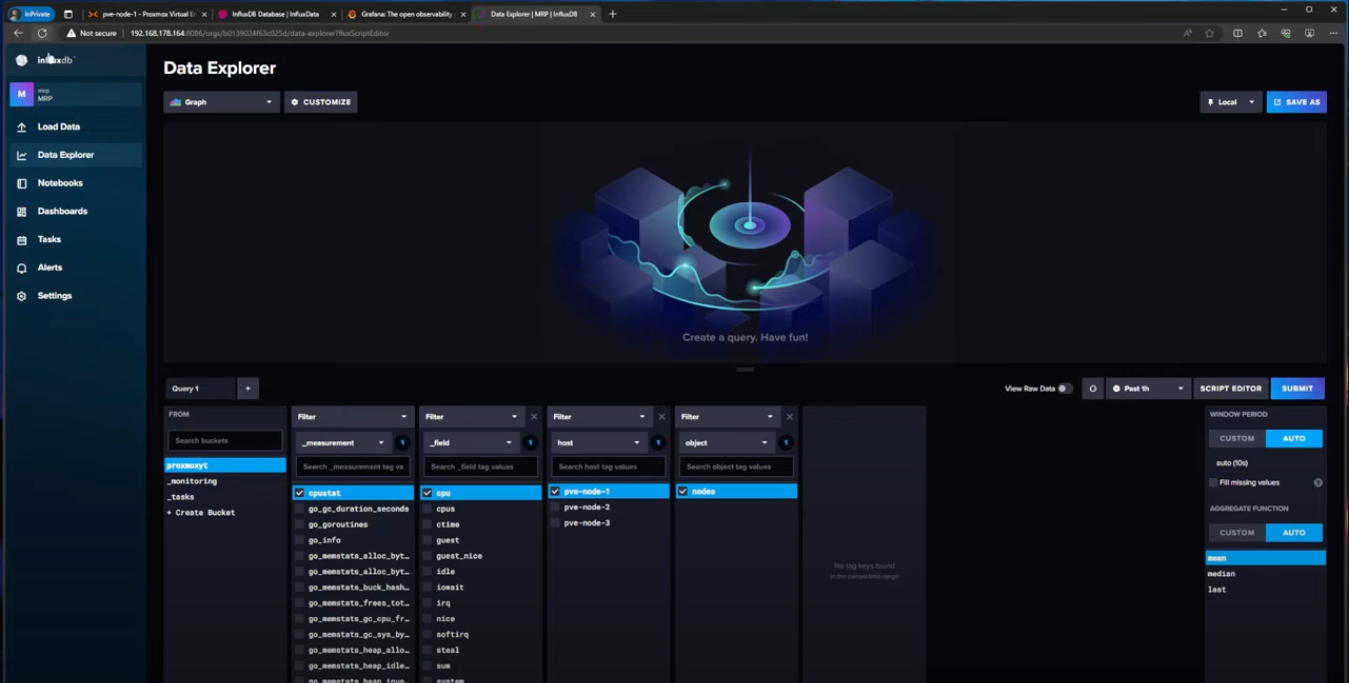 InPrivate
pve-node-1 - Proxmox Virtual E
InfluxDB Database | InfluxData
Grafana: The open observability
Data Explorer | MRP | InfluxDB
Not secure
192.168.178.164:8086/orgs/b0139024f63c025d/data-explorer?fluxScriptEditor
influxdb
M
mrp
MRP
Load Data
Data Explorer
Notebooks
Dashboards
Tasks
Alerts
Settings
Data Explorer
Graph
CUSTOMIZE
Local
SAVE AS
Create a query. Have fun!
Query 1
+
View Raw Data
Past 1h
SCRIPT EDITOR
SUBMIT
FROM
Search buckets
proxmoxyt
_monitoring
_tasks
+ Create Bucket
Filter
_measurement
1
Search _measurement tag va
cpustat
go_gc_duration_seconds
go_goroutines
go_info
go_memstats_alloc_byt…
go_memstats_alloc_byt…
go_memstats_buck_hash…
go_memstats_frees_tot…
go_memstats_gc_cpu_fr…
go_memstats_gc_sys_by…
go_memstats_heap_allo…
go_memstats_heap_idle…
go_memstats_heap_inus…
Filter
_field
1
Search _field tag values
cpu
cpus
ctime
guest
guest_nice
idle
iowait
irq
nice
softirq
steal
sum
system
Filter
host
1
Search host tag values
pve-node-1
pve-node-2
pve-node-3
Filter
object
1
Search object tag values
nodes
No tag keys found
in the current time range
WINDOW PERIOD
CUSTOM
AUTO
auto (10s)
Fill missing values
?
AGGREGATE FUNCTION
CUSTOM
AUTO
mean
median
last